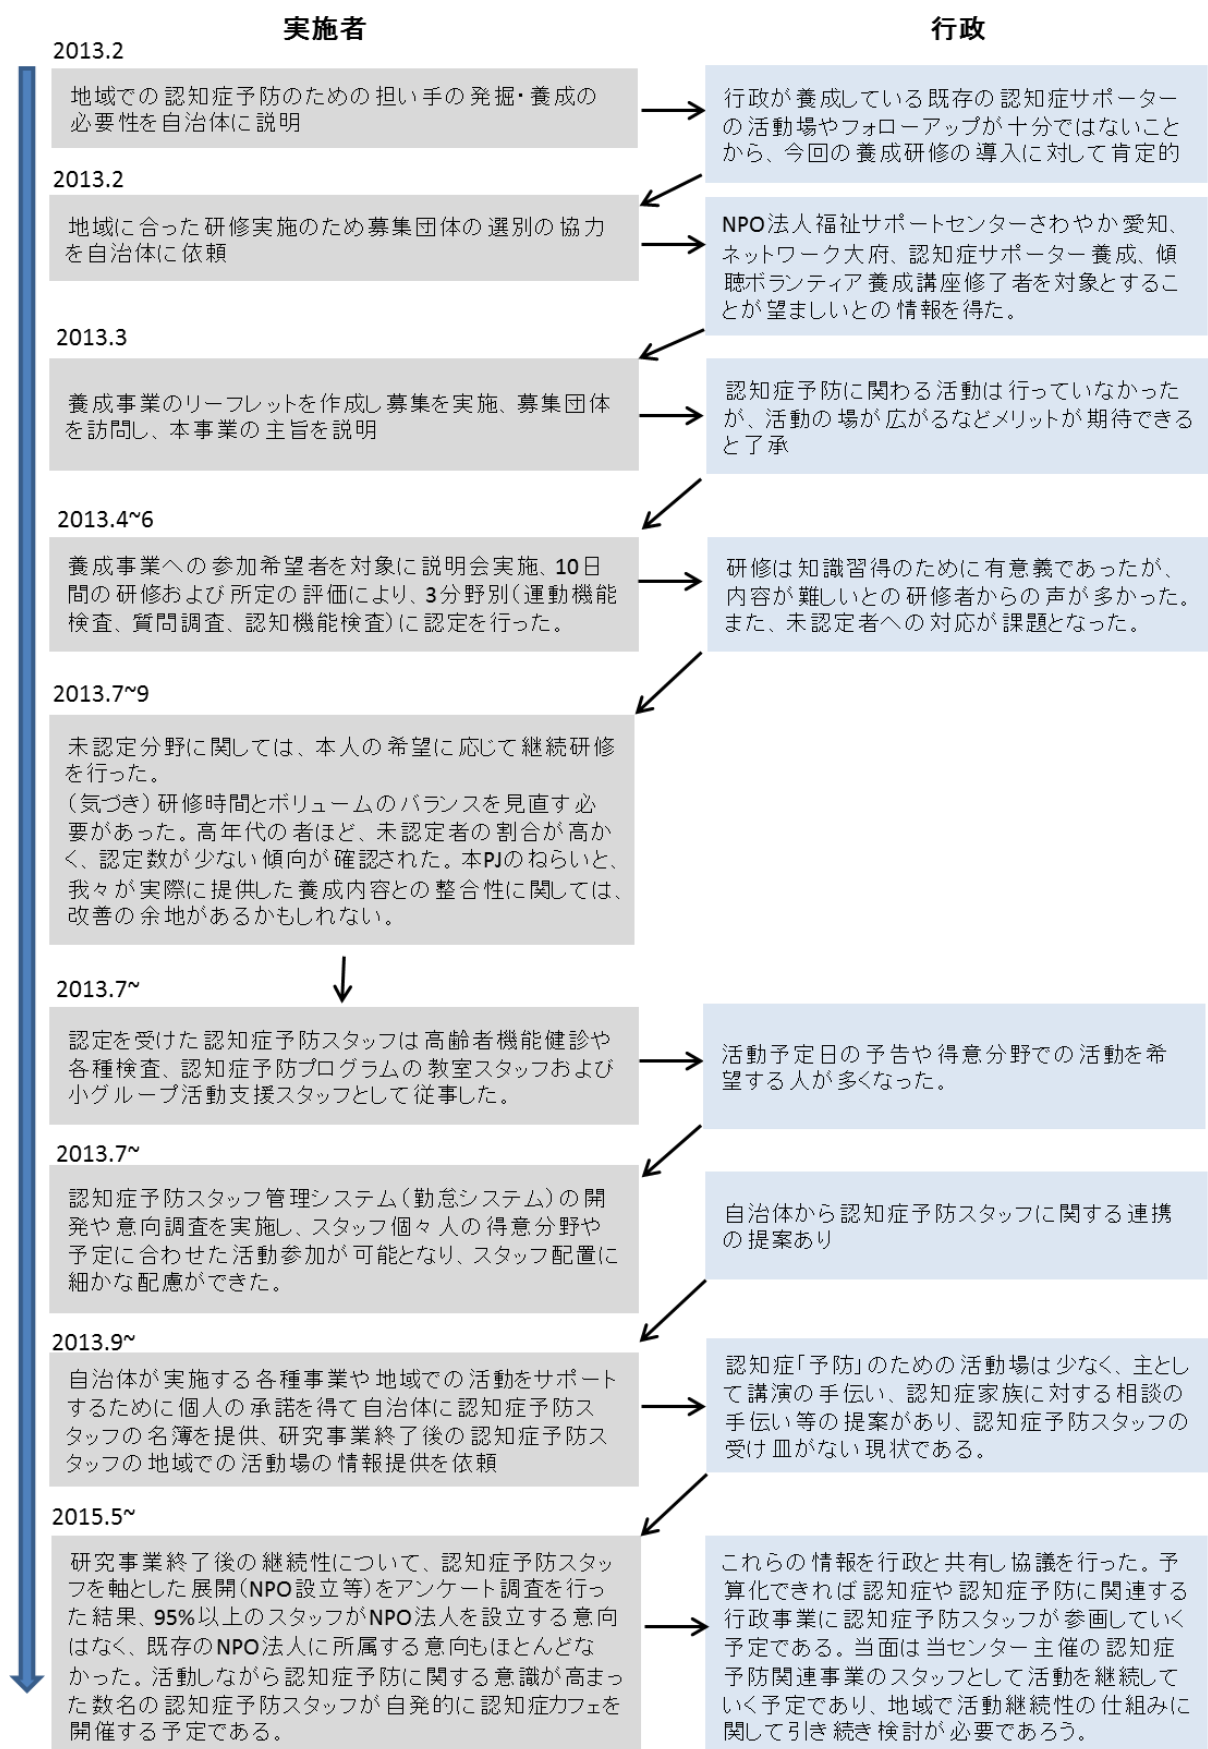 実施者
行政
2013.2
地域での認知症予防のための担い手の発掘・養成の
必要性を自治体に説明
行政が養成している既存の認知症サポーター
の活動場やフォローアップが十分ではないこと
から、今回の養成研修の導入に対して肯定的
2013.2
地域に合った研修実施のため募集団体の選別の協力
を自治体に依頼
NPO法人福祉サポートセンターさわやか愛知、
ネットワーク大府、認知症サポーター養成、傾
聴ボランティア養成講座修了者を対象とするこ
とが望ましいとの情報を得た。
2013.3
養成事業のリーフレットを作成し募集を実施、募集団体
を訪問し、本事業の主旨を説明
認知症予防に関わる活動は行っていなかった
が、活動の場が広がるなどメリットが期待できる
と了承
2013.4~6
養成事業への参加希望者を対象に説明会実施、10日
間の研修および所定の評価により、3分野別（運動機能
検査、質問調査、認知機能検査）に認定を行った。
研修は知識習得のために有意義であったが、
内容が難しいとの研修者からの声が多かった。
また、未認定者への対応が課題となった。
2013.7~9
未認定分野に関しては、本人の希望に応じて継続研修
を行った。
（気づき）研修時間とボリュームのバランスを見直す必
要があった。高年代の者ほど、未認定者の割合が高か
く、認定数が少ない傾向が確認された。本PJのねらいと、
我々が実際に提供した養成内容との整合性に関しては、
改善の余地があるかもしれない。
2013.7~
認定を受けた認知症予防スタッフは高齢者機能健診や
各種検査、認知症予防プログラムの教室スタッフおよび
小グループ活動支援スタッフとして従事した。
活動予定日の予告や得意分野での活動を希
望する人が多くなった。
2013.7~
認知症予防スタッフ管理システム（勤怠システム）の開
発や意向調査を実施し、スタッフ個々人の得意分野や
予定に合わせた活動参加が可能となり、スタッフ配置に
細かな配慮ができた。
自治体から認知症予防スタッフに関する連携
の提案あり
2013.9~
自治体が実施する各種事業や地域での活動をサポート
するために個人の承諾を得て自治体に認知症予防ス
タッフの名簿を提供、研究事業終了後の認知症予防ス
タッフの地域での活動場の情報提供を依頼
認知症「予防」のための活動場は少なく、主とし
て講演の手伝い、認知症家族に対する相談の
手伝い等の提案があり、認知症予防スタッフの
受け皿がない現状である。
2015.5~
研究事業終了後の継続性について、認知症予防スタッ
フを軸とした展開（NPO設立等）をアンケート調査を行っ
た結果、95%以上のスタッフがNPO法人を設立する意向
はなく、既存のNPO法人に所属する意向もほとんどな
かった。活動しながら認知症予防に関する意識が高まっ
た数名の認知症予防スタッフが自発的に認知症カフェを
開催する予定である。
これらの情報を行政と共有し協議を行った。予
算化できれば認知症や認知症予防に関連する
行政事業に認知症予防スタッフが参画していく
予定である。当面は当センター主催の認知症
予防関連事業のスタッフとして活動を継続して
いく予定であり、地域で活動継続性の仕組みに
関して引き続き検討が必要であろう。